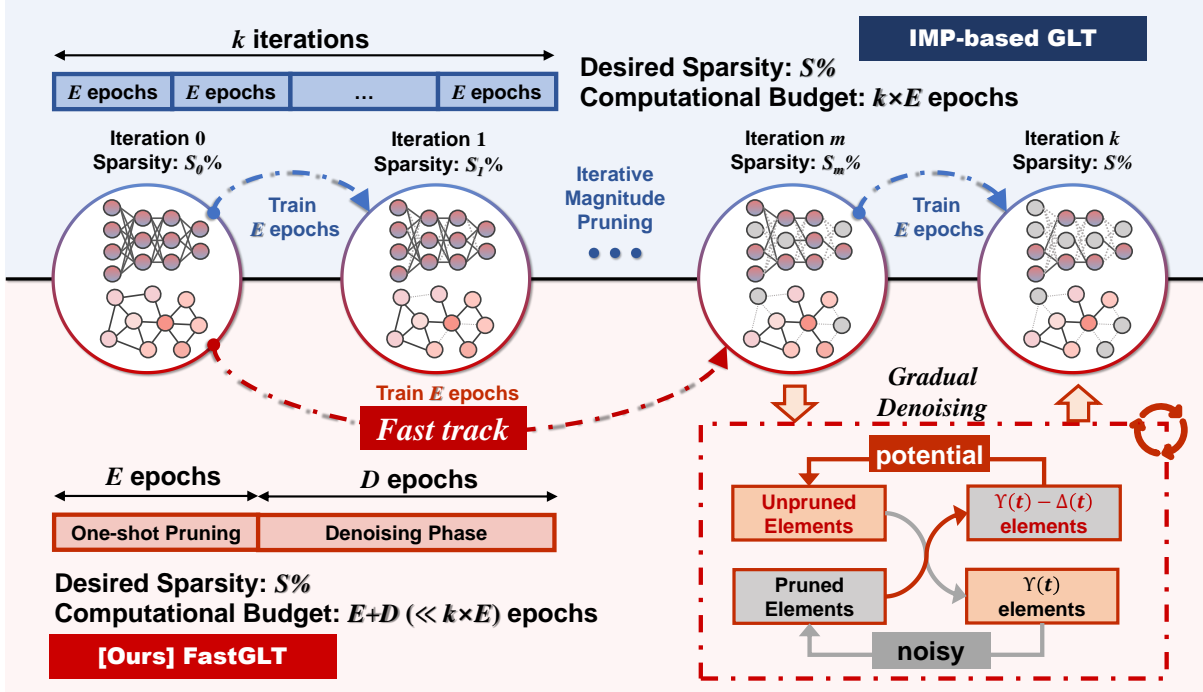 k iterations
IMP-based GLT
E epochs
E epochs
...
E epochs
Desired Sparsity: S%
Computational Budget: k×E epochs
Iteration 0
Sparsity: S₀%
Iteration 1
Sparsity: S₁%
Iteration m
Sparsity: Sₘ%
Iteration k
Sparsity: S%
Train
E epochs
Iterative
Magnitude
Pruning
Train
E epochs
Train E epochs
Fast track
Gradual
Denoising
E epochs
D epochs
One-shot Pruning
Denoising Phase
Desired Sparsity: S%
Computational Budget: E+D (≪ k×E) epochs
[Ours] FastGLT
potential
Unpruned
Elements
Υ(t) − Δ(t)
elements
Pruned
Elements
Υ(t)
elements
noisy